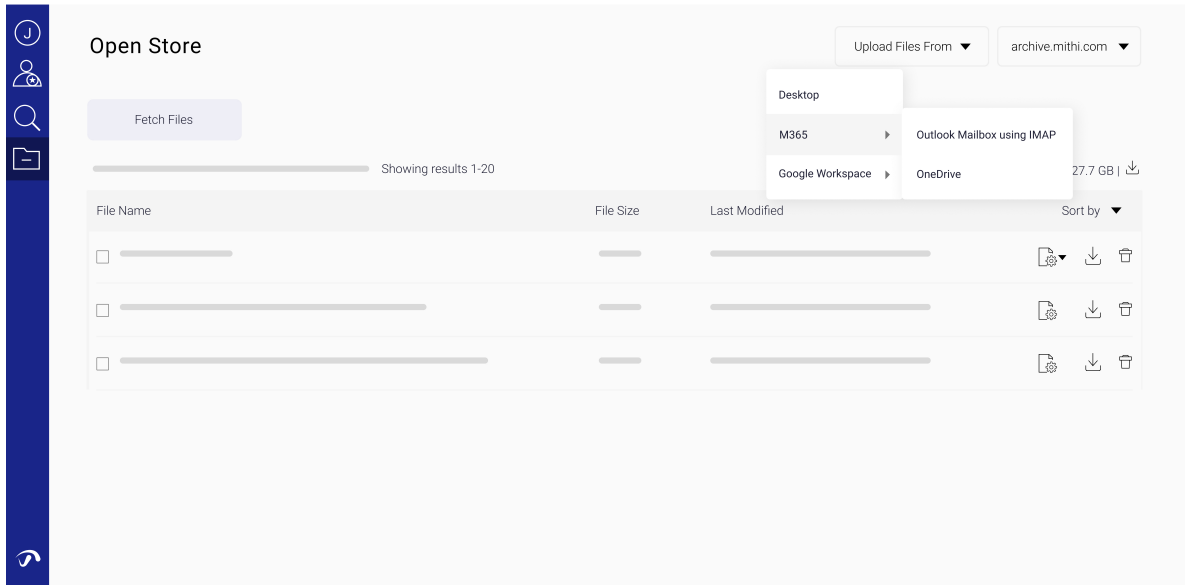 J
Open Store
Upload Files From
archive.mithi.com
Desktop
Fetch Files
M365
Outlook Mailbox using IMAP
Showing results 1-20
Google Workspace
OneDrive
27.7 GB |
File Name
File Size
Last Modified
Sort by